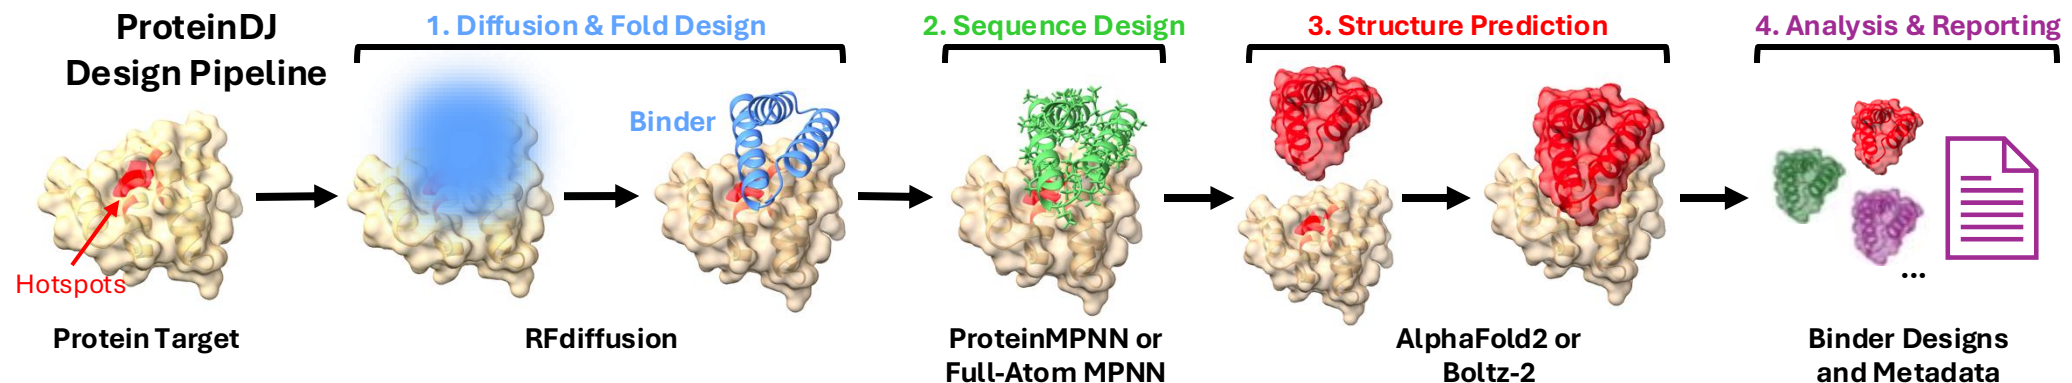 ProteinDJ
Design Pipeline
1. Diffusion & Fold Design
2. Sequence Design
3. Structure Prediction
4. Analysis & Reporting
Binder
Hotspots
...
Protein Target
RFdiffusion
ProteinMPNN or
Full-Atom MPNN
AlphaFold2 or
Boltz-2
Binder Designs
and Metadata